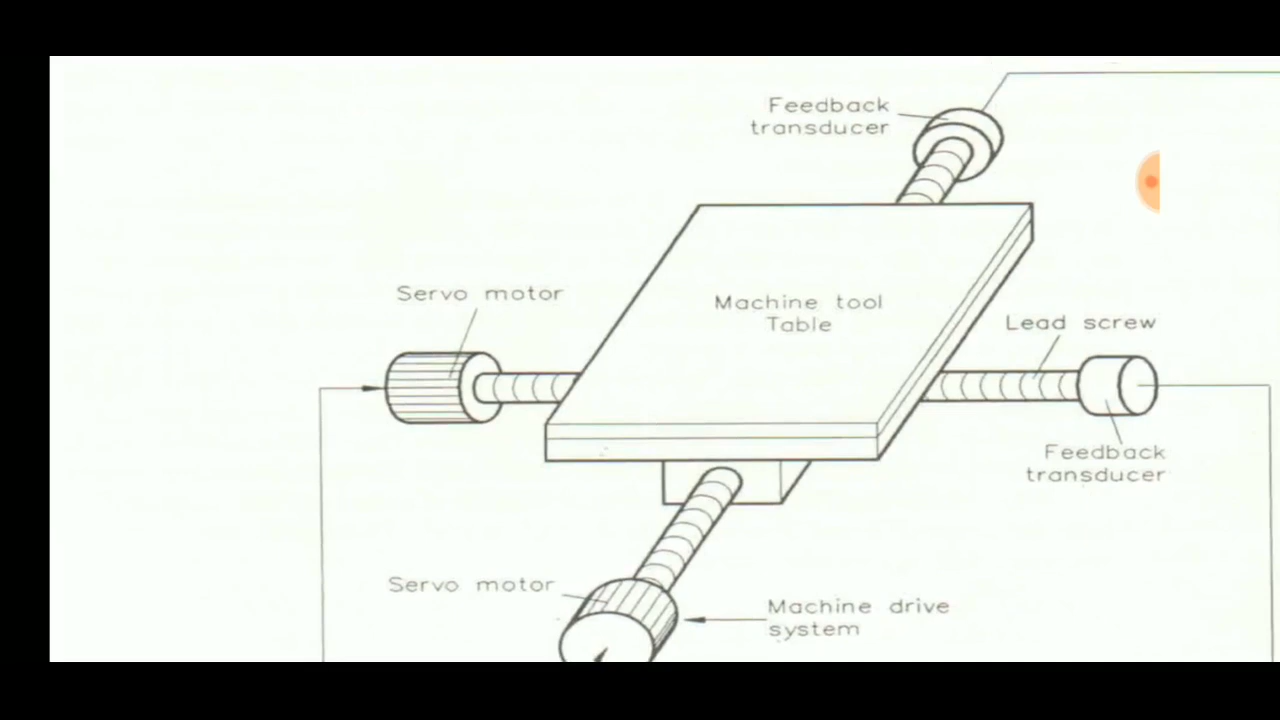 Feedback
transducer
Servo motor
Machine tool
Table
Lead screw
Feedback
transducer
Servo motor
Machine drive
system